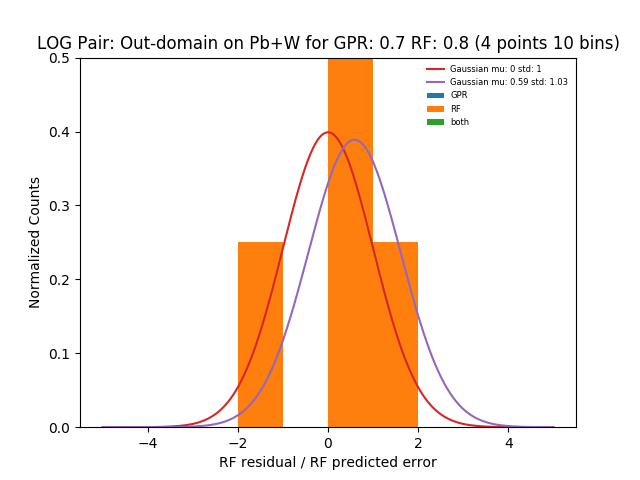 LOG Pair: Out-domain on Pb+W for GPR: 0.7 RF: 0.8 (4 points 10 bins)
Gaussian mu: 0 std: 1
Gaussian mu: 0.59 std: 1.03
GPR
RF
both
Normalized Counts
0.5
0.4
0.3
0.2
0.1
0.0
−4
−2
0
2
4
RF residual / RF predicted error